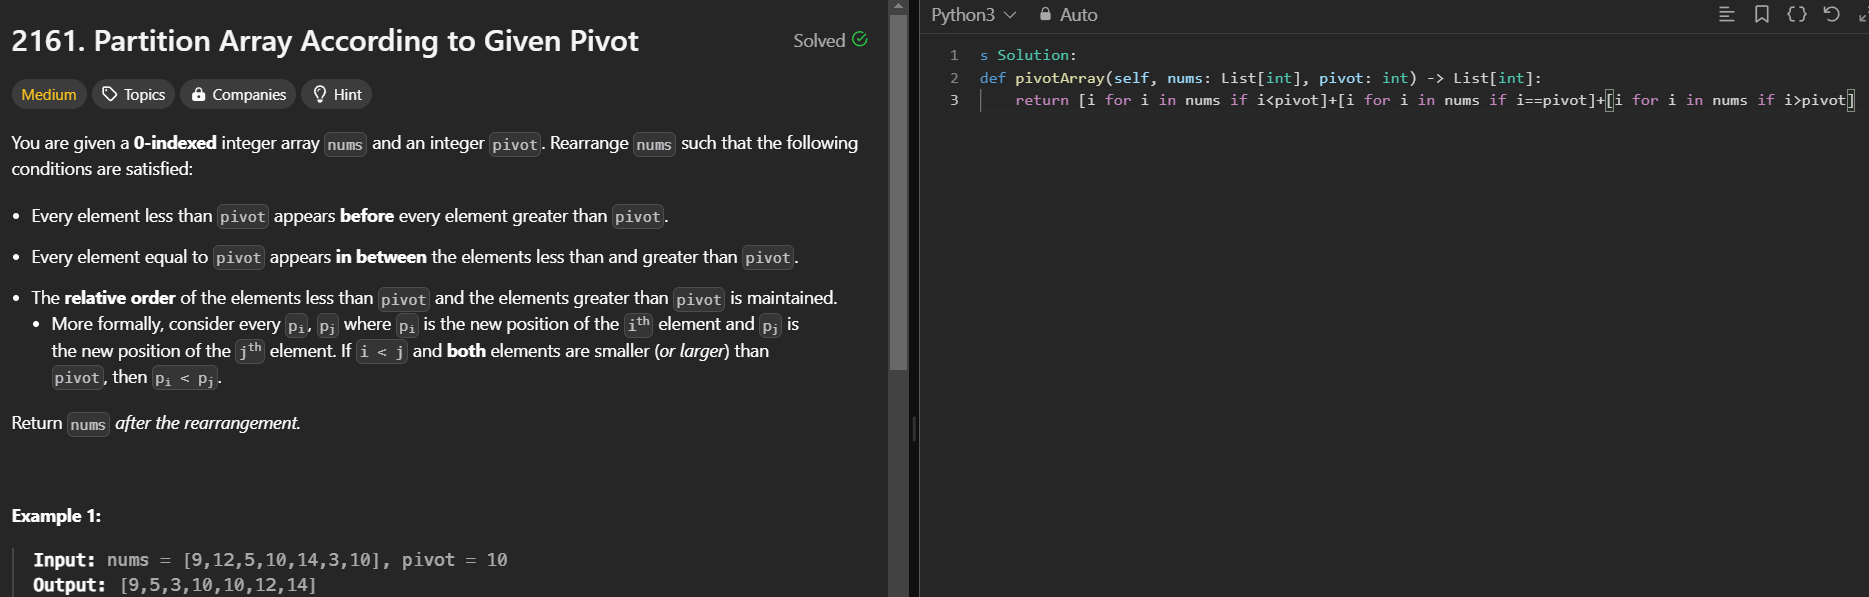 2161. Partition Array According to Given Pivot
Solved
Medium
Topics
Companies
Hint
You are given a 0-indexed integer array nums and an integer pivot. Rearrange nums such that the following
conditions are satisfied:
• Every element less than pivot appears before every element greater than pivot.
• Every element equal to pivot appears in between the elements less than and greater than pivot.
• The relative order of the elements less than pivot and the elements greater than pivot is maintained.
• More formally, consider every pi, pj where pi is the new position of the ith element and pj is
the new position of the jth element. If i < j and both elements are smaller (or larger) than
pivot, then pi < pj.
Return nums after the rearrangement.
Example 1:
Input: nums = [9,12,5,10,14,3,10], pivot = 10
Output: [9,5,3,10,10,12,14]
Python3
Auto
1 s Solution:
2 def pivotArray(self, nums: List[int], pivot: int) -> List[int]:
3 return [i for i in nums if i<pivot]+[i for i in nums if i==pivot]+[i for i in nums if i>pivot]